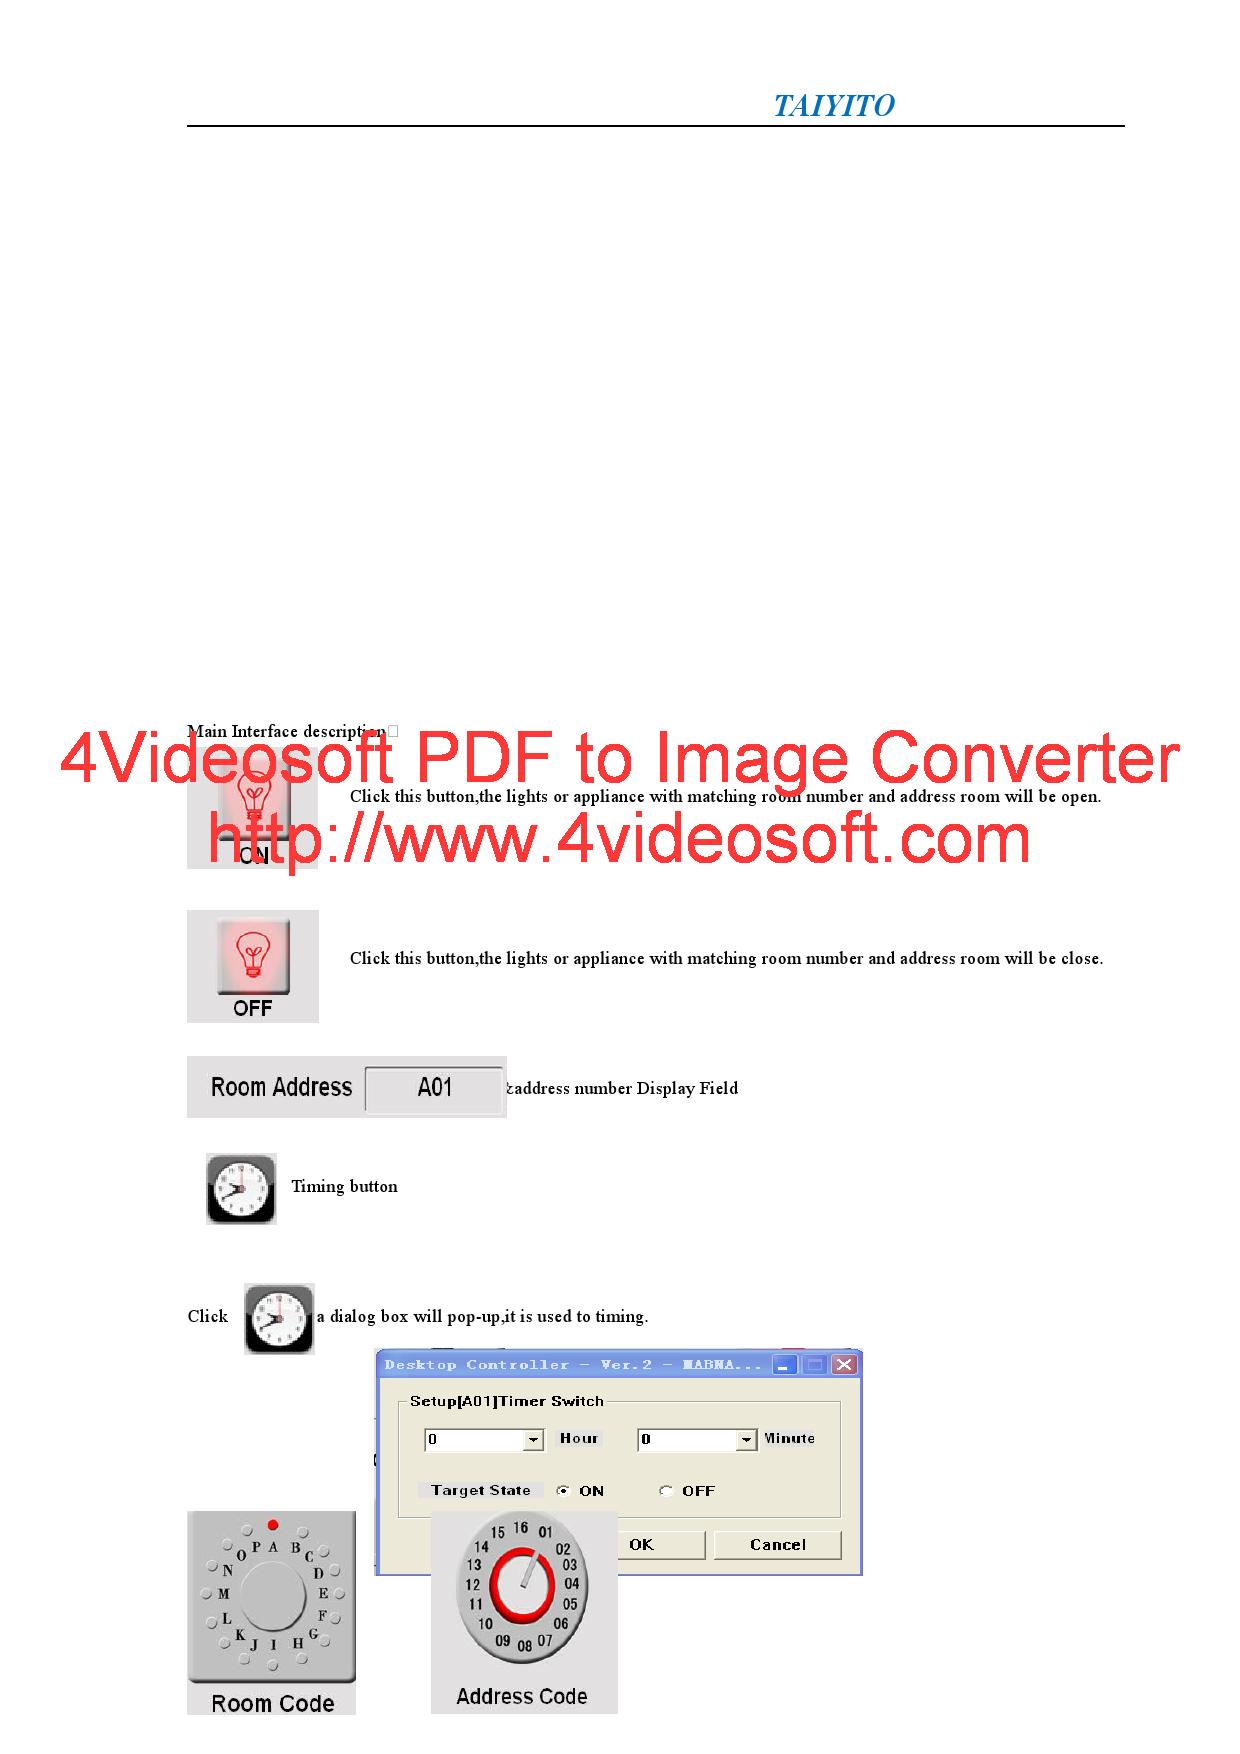 TAIYITO
Main Interface description
4Videosoft PDF to Image Converter
Click this button,the lights or appliance with matching room number and address room will be open.
http://www.4videosoft.com
ON
Click this button,the lights or appliance with matching room number and address room will be close.
OFF
Room Address A01 &address number Display Field
Timing button
Click a dialog box will pop-up,it is used to timing.
Desktop Controller - Ver.2 - MABNA...
Setup[A01]Timer Switch
0 Hour 0 Minute
Target State ON OFF
OK Cancel
A B C D E F G H I J K L M N O P
Room Code
01 02 03 04 05 06 07 08 09 10 11 12 13 14 15 16
Address Code